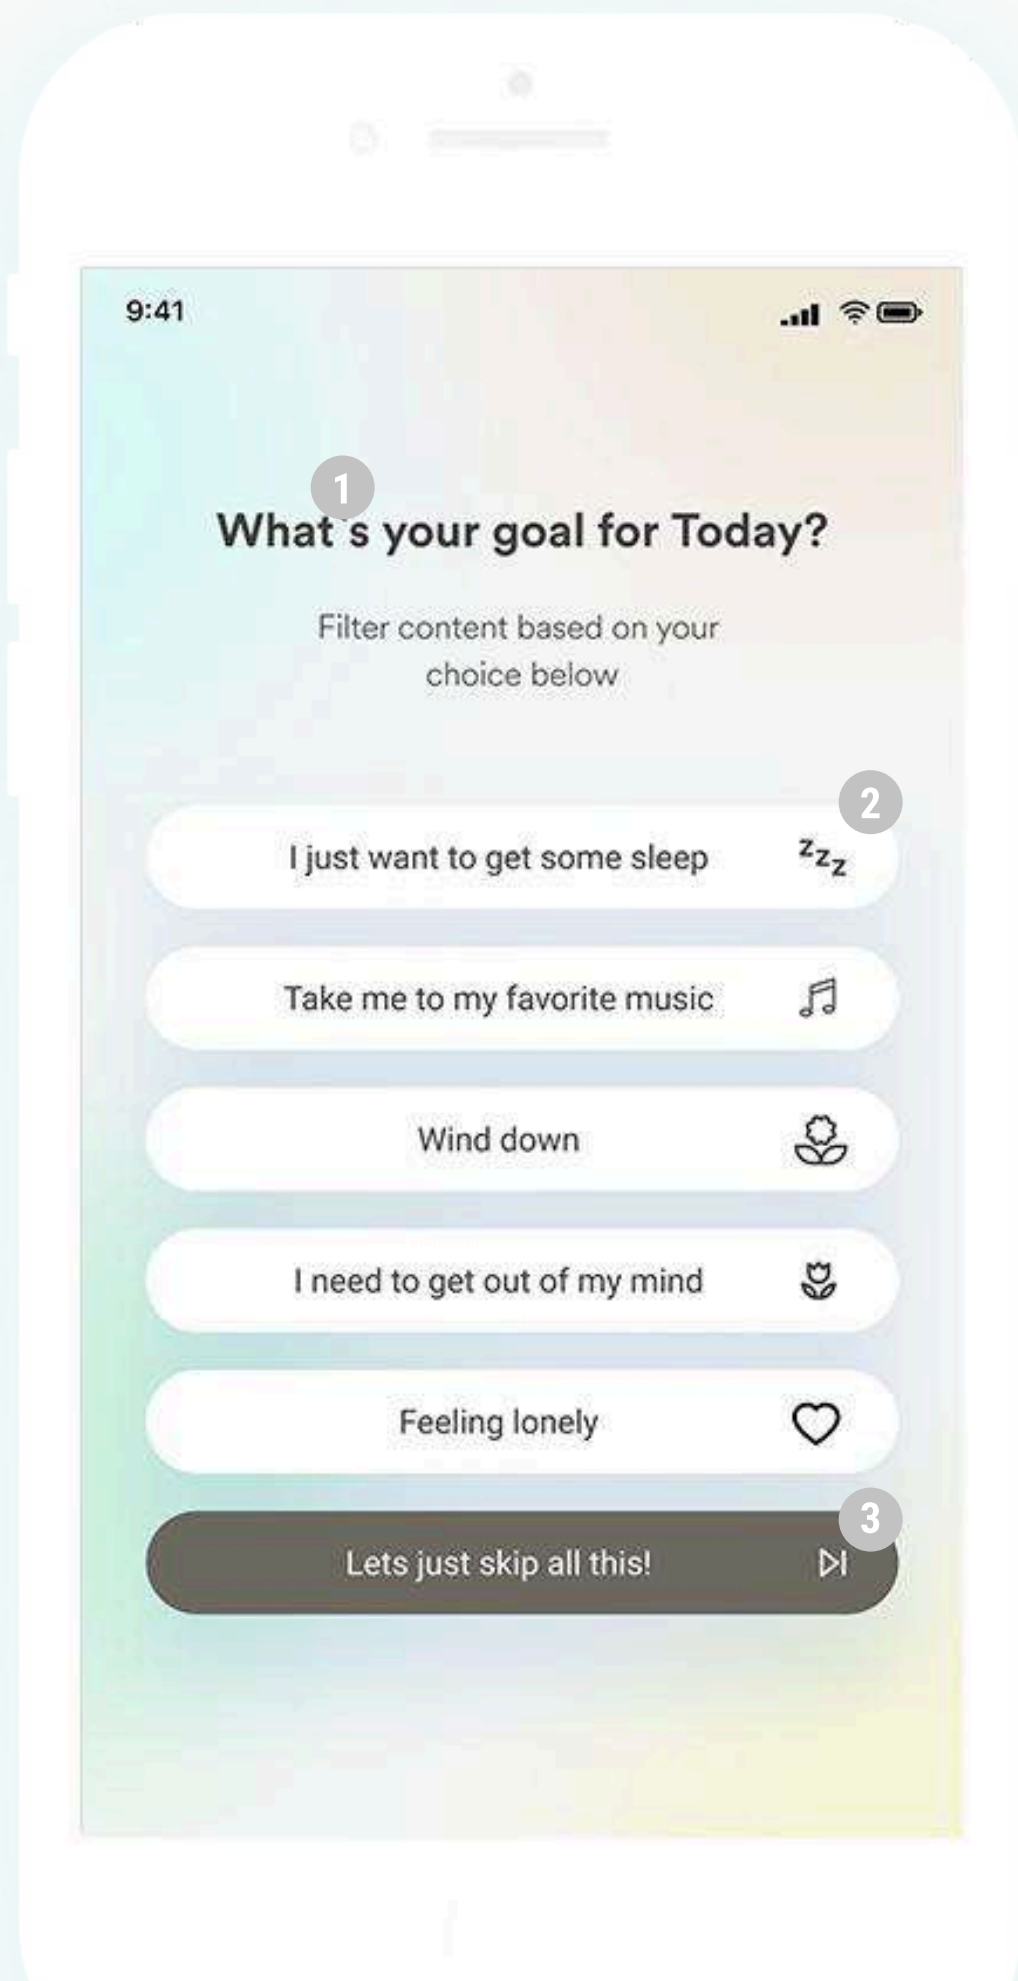 9:41
1
What's your goal for Today?
Filter content based on your
choice below
2
I just want to get some sleep
zzz
Take me to my favorite music
Wind down
I need to get out of my mind
Feeling lonely
3
Lets just skip all this!